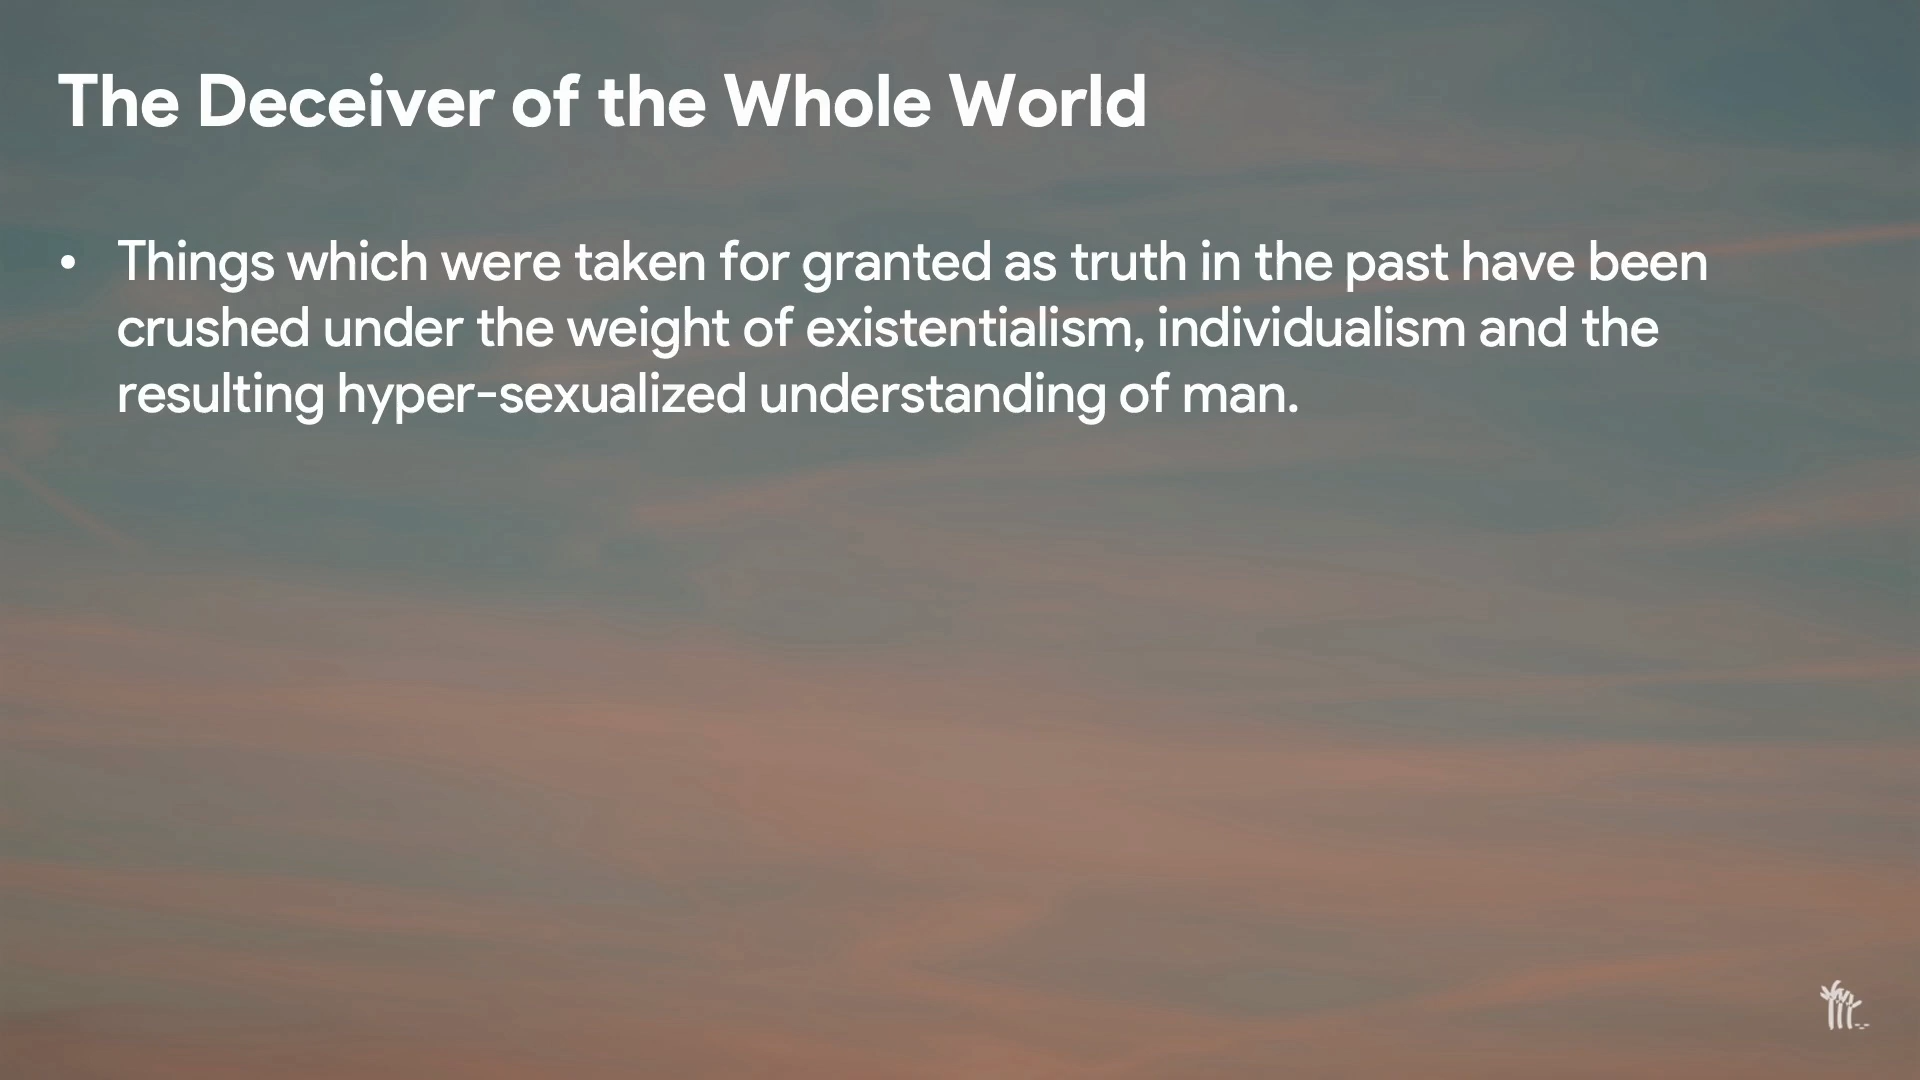 The Deceiver of the Whole World
• Things which were taken for granted as truth in the past have been
crushed under the weight of existentialism, individualism and the
resulting hyper-sexualized understanding of man.